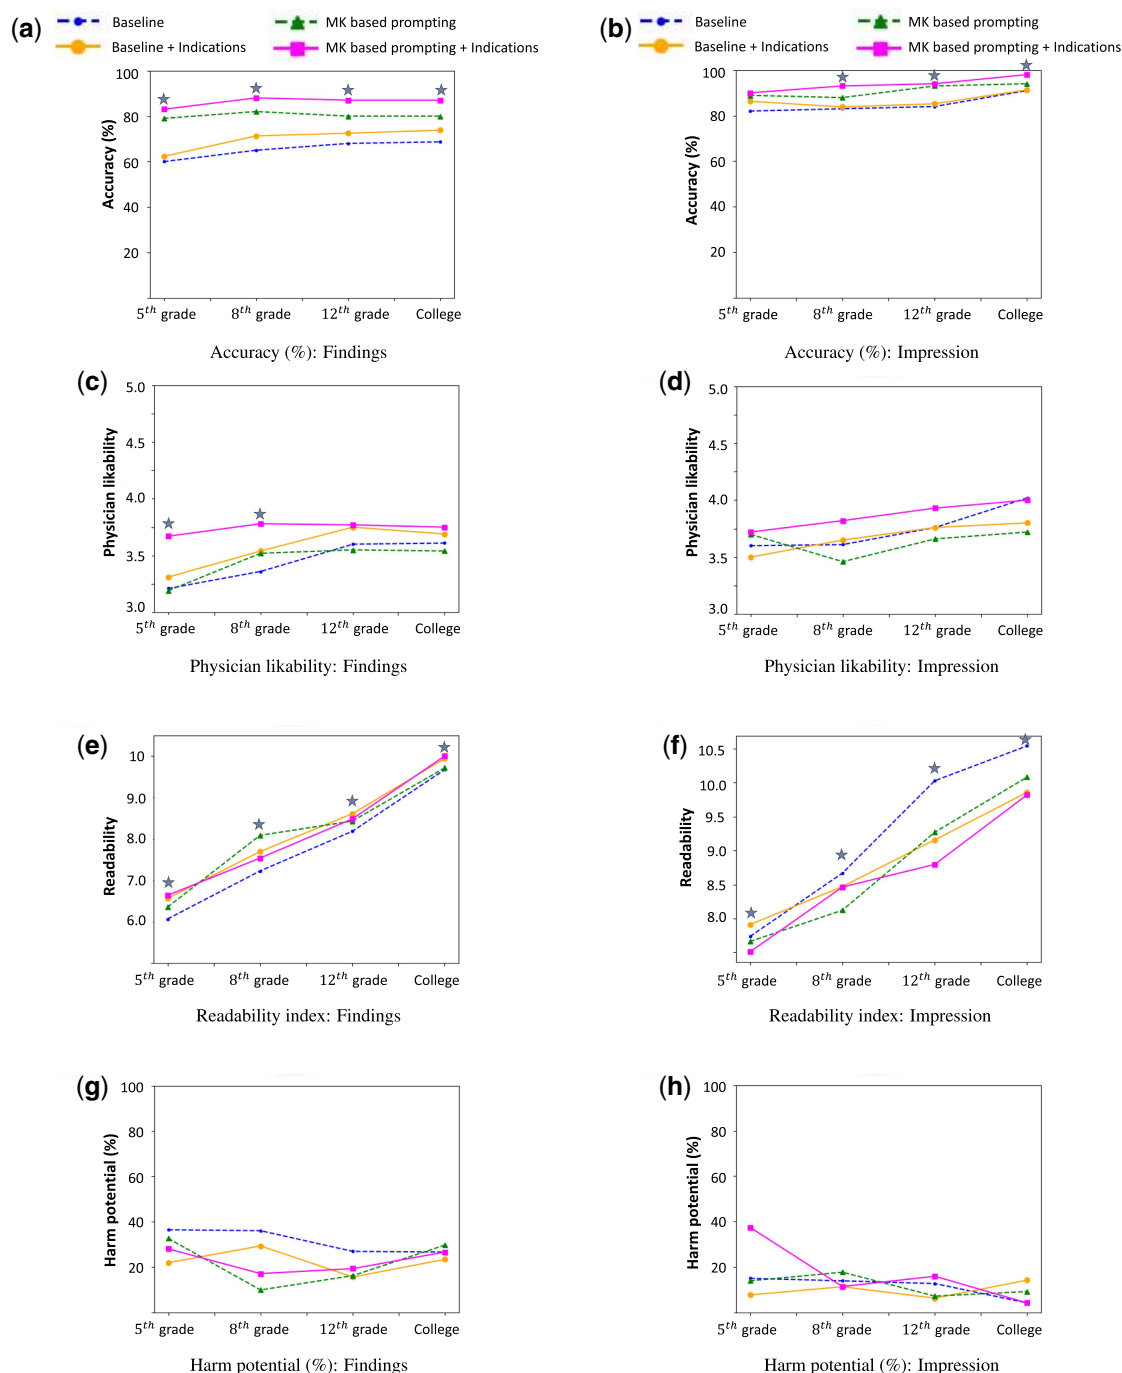 (a) Baseline MK based prompting (b) Baseline MK based prompting
Baseline + Indications MK based prompting + Indications Baseline + Indications MK based prompting + Indications
100
80
60
40
20
Accuracy (%)
5th grade 8th grade 12th grade College
Accuracy (%): Findings
100
80
60
40
20
Accuracy (%)
5th grade 8th grade 12th grade College
Accuracy (%): Impression
(c)
5.0
4.5
4.0
3.5
3.0
Physician likability
5th grade 8th grade 12th grade College
Physician likability: Findings
(d)
5.0
4.5
4.0
3.5
3.0
Physician likability
5th grade 8th grade 12th grade College
Physician likability: Impression
(e)
10
9.0
8.0
7.0
6.0
Readability
5th grade 8th grade 12th grade College
Readability index: Findings
(f)
10.5
10.0
9.5
9.0
8.5
8.0
Readability
5th grade 8th grade 12th grade College
Readability index: Impression
(g)
100
80
60
40
20
Harm potential (%)
5th grade 8th grade 12th grade College
Harm potential (%): Findings
(h)
100
80
60
40
20
Harm potential (%)
5th grade 8th grade 12th grade College
Harm potential (%): Impression